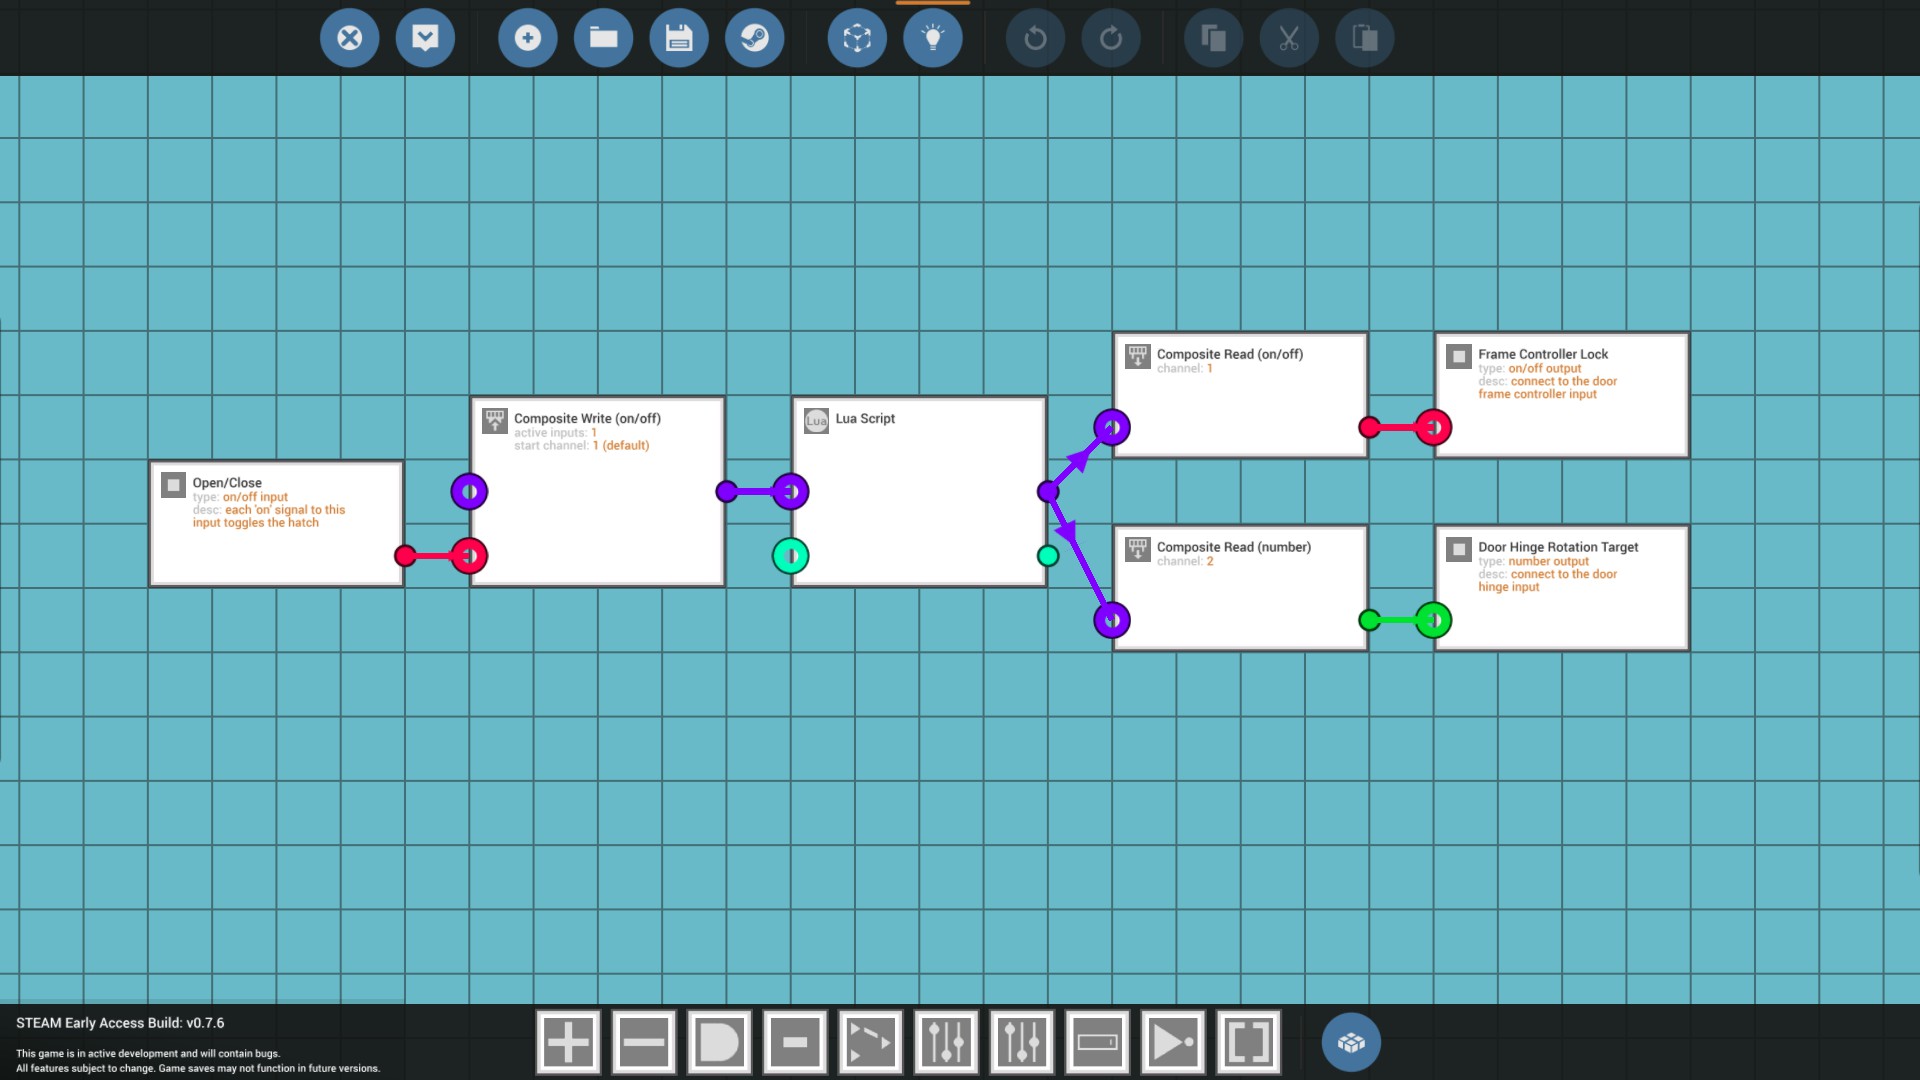 Open/Close
type: on/off input
desc: each 'on' signal to this
input toggles the hatch
Composite Write (on/off)
active inputs: 1
start channel: 1 (default)
Lua
Lua Script
Composite Read (on/off)
channel: 1
Frame Controller Lock
type: on/off output
desc: connect to the door
frame controller input
Composite Read (number)
channel: 2
Door Hinge Rotation Target
type: number output
desc: connect to the door
hinge input
STEAM Early Access Build: v0.7.6
This game is in active development and will contain bugs.
All features subject to change. Game saves may not function in future versions.